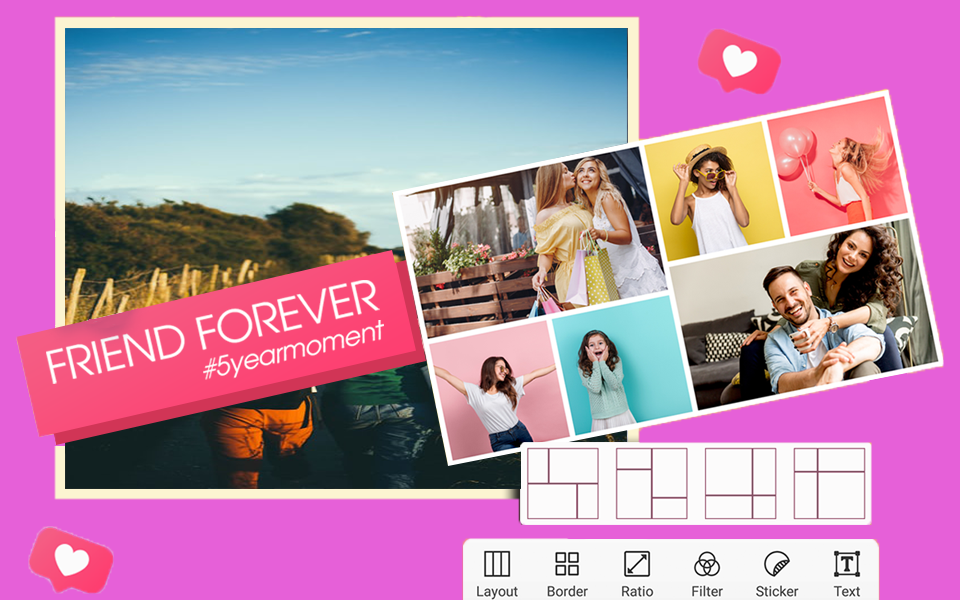 FRIEND FOREVER
#5yearmoment
Layout
Border
Ratio
Filter
Sticker
Text